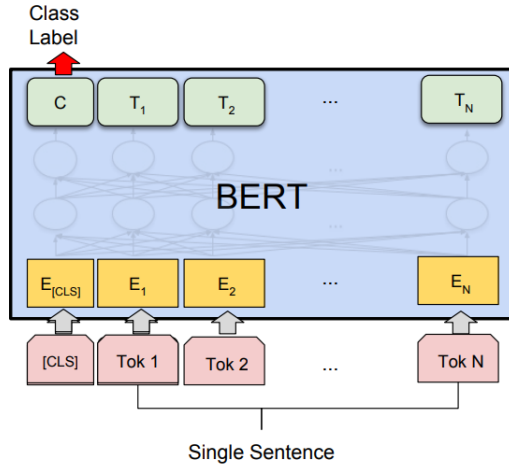 Class
Label
C T1 T2 ... TN
...
BERT
...
E[CLS] E1 E2 ... EN
[CLS] Tok 1 Tok 2 ... Tok N
Single Sentence